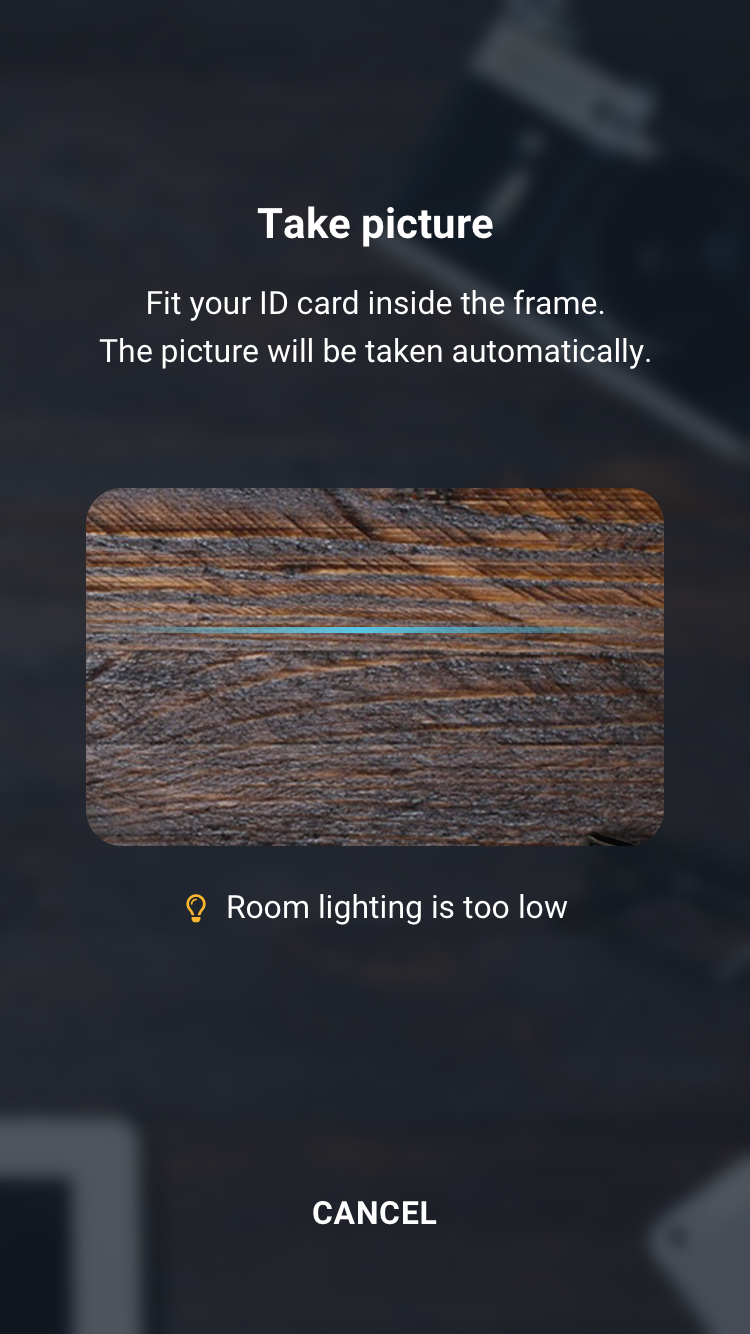 Take picture
Fit your ID card inside the frame.
The picture will be taken automatically.
Room lighting is too low
CANCEL